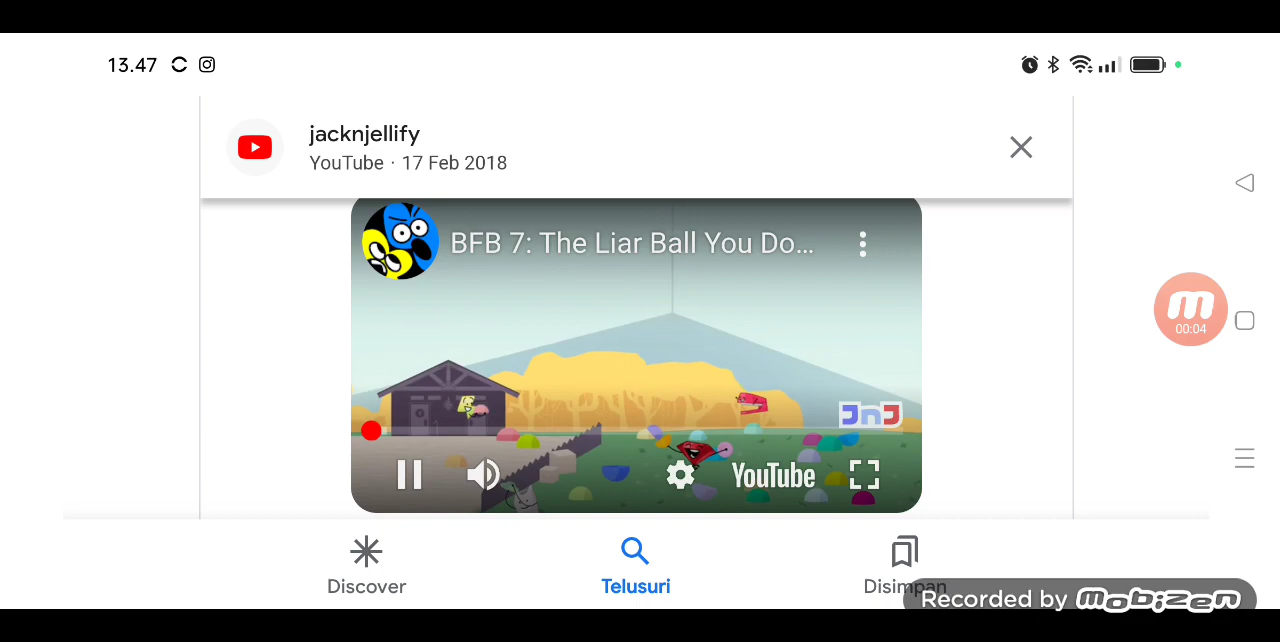 13.47
jacknjellify
YouTube · 17 Feb 2018
BFB 7: The Liar Ball You Do...
JnJ
00:04
YouTube
Discover
Telusuri
Disimpan
Recorded by mobizen